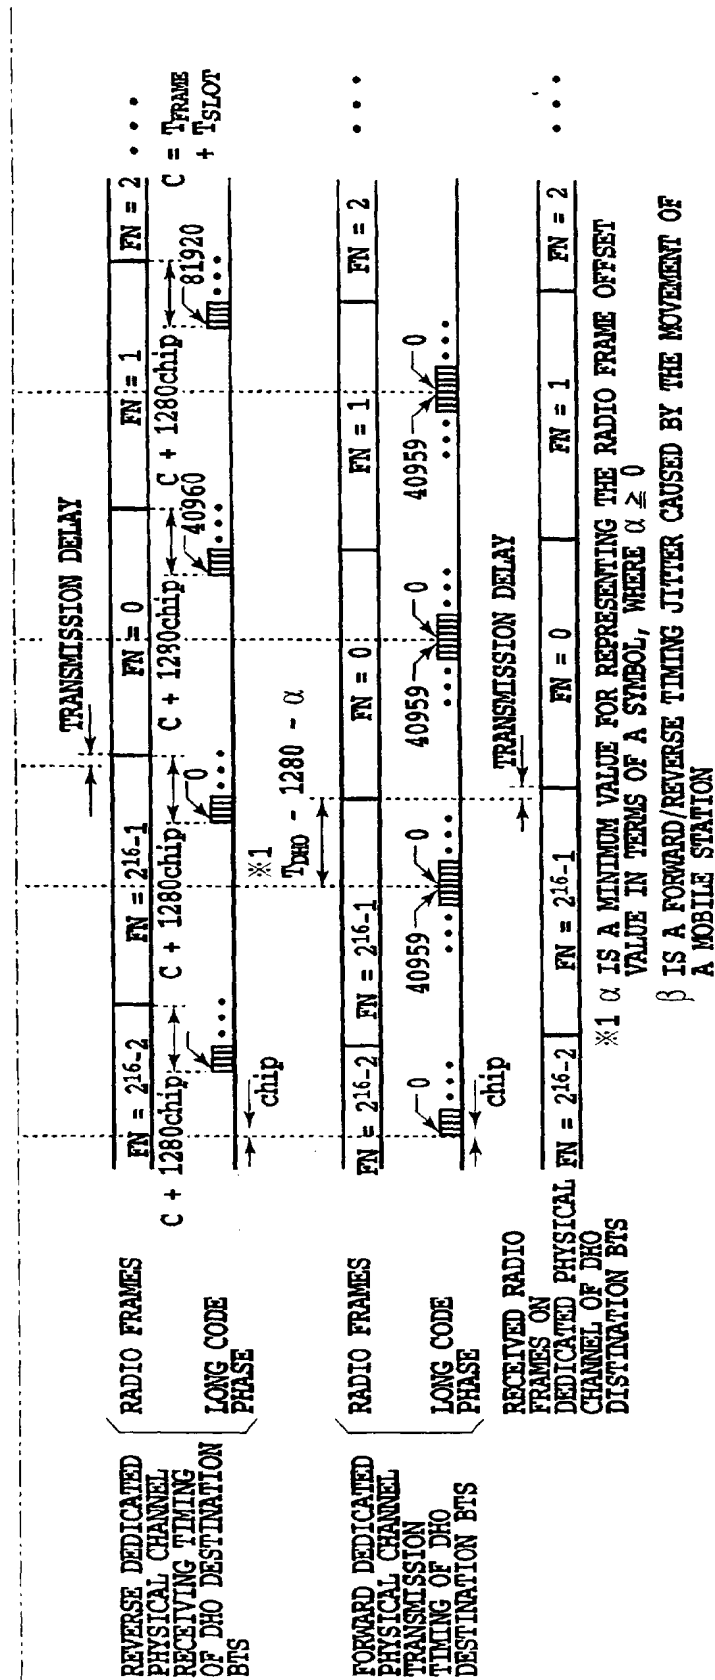 REVERSE DEDICATED
PHYSICAL CHANNEL
RECEIVING TIMING
OF DHO DESTINATION
BTS
RADIO FRAMES
FN = 2^16-2
FN = 2^16-1
FN = 0
FN = 1
FN = 2
TRANSMISSION DELAY
C + 1280chip
C + 1280chip
C + 1280chip
C + 1280chip
C + 1280chip
C = TFRAME
+ TSLOT
LONG CODE
PHASE
0
40960
81920
chip
※1
TDHO - 1280 - α
FORWARD DEDICATED
PHYSICAL CHANNEL
TRANSMISSION
TIMING OF DHO
DESTINATION BTS
RADIO FRAMES
FN = 2^16-2
FN = 2^16-1
FN = 0
FN = 1
FN = 2
LONG CODE
PHASE
0
40959
0
40959
0
40959
0
chip
TRANSMISSION DELAY
RECEIVED RADIO
FRAMES ON
DEDICATED PHYSICAL
CHANNEL OF DHO
DISTINATION BTS
FN = 2^16-2
FN = 2^16-1
FN = 0
FN = 1
FN = 2
※1 α IS A MINIMUM VALUE FOR REPRESENTING THE RADIO FRAME OFFSET
VALUE IN TERMS OF A SYMBOL, WHERE α ≧ 0
β IS A FORWARD/REVERSE TIMING JITTER CAUSED BY THE MOVEMENT OF
A MOBILE STATION